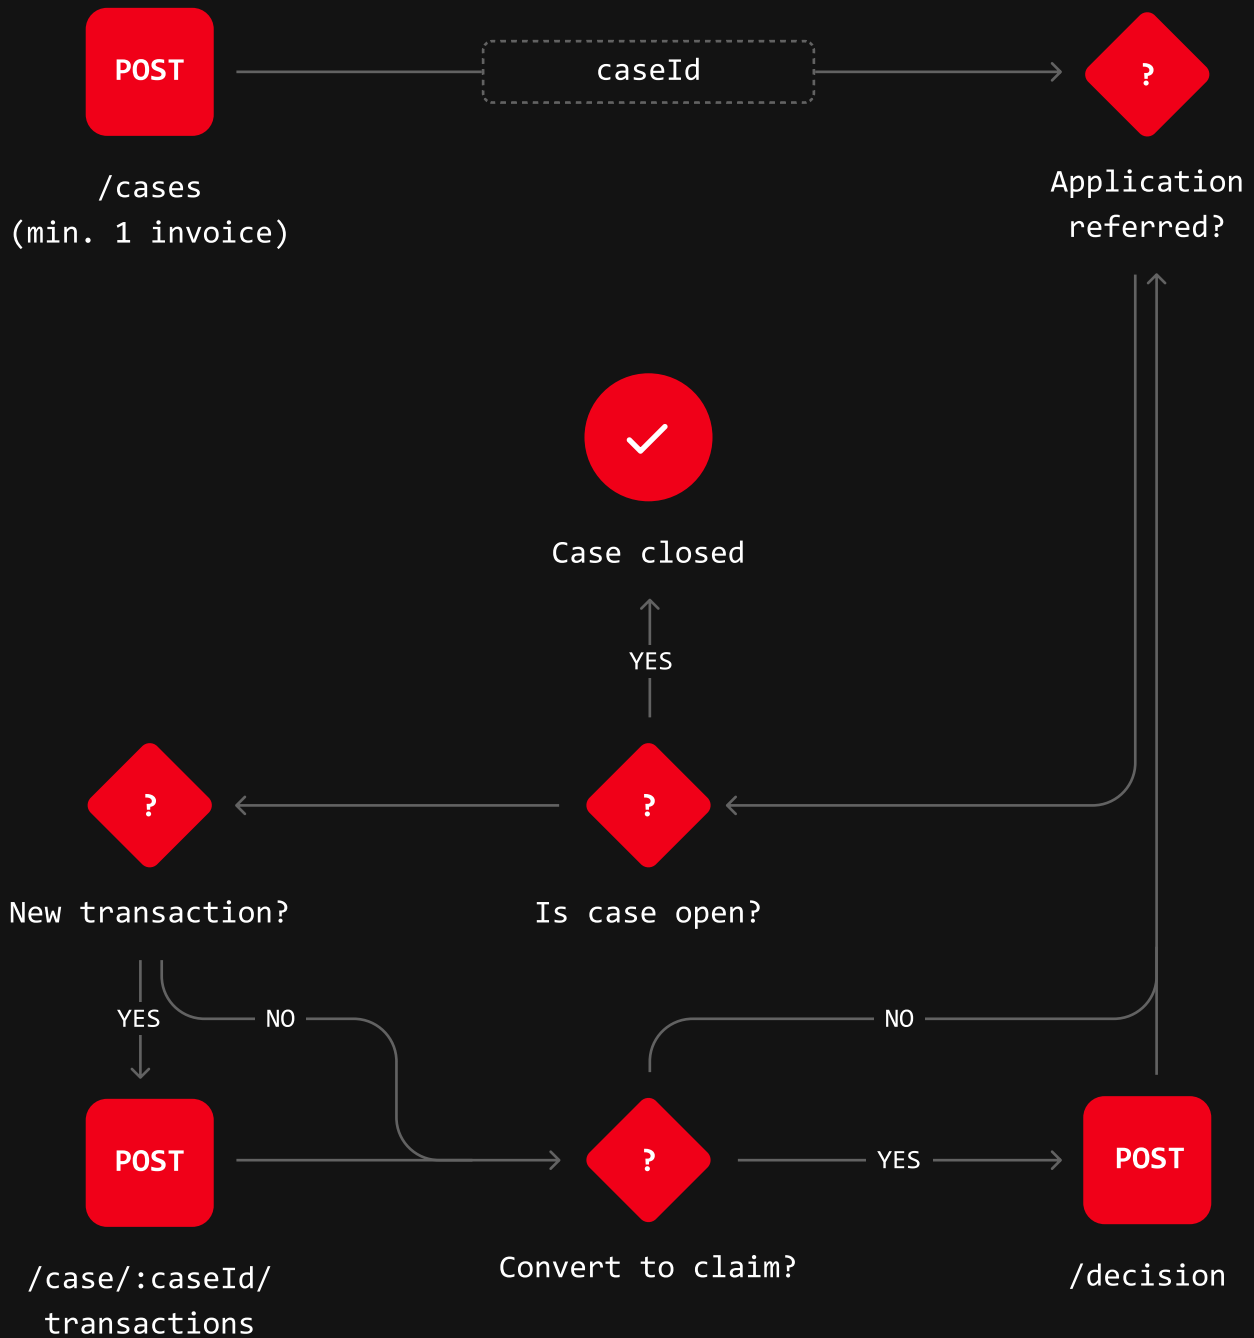 POST
caseId
?
/cases
(min. 1 invoice)
Application
referred?
Case closed
YES
?
?
New transaction?
Is case open?
YES
NO
NO
POST
?
YES
POST
/case/:caseId/
transactions
Convert to claim?
/decision